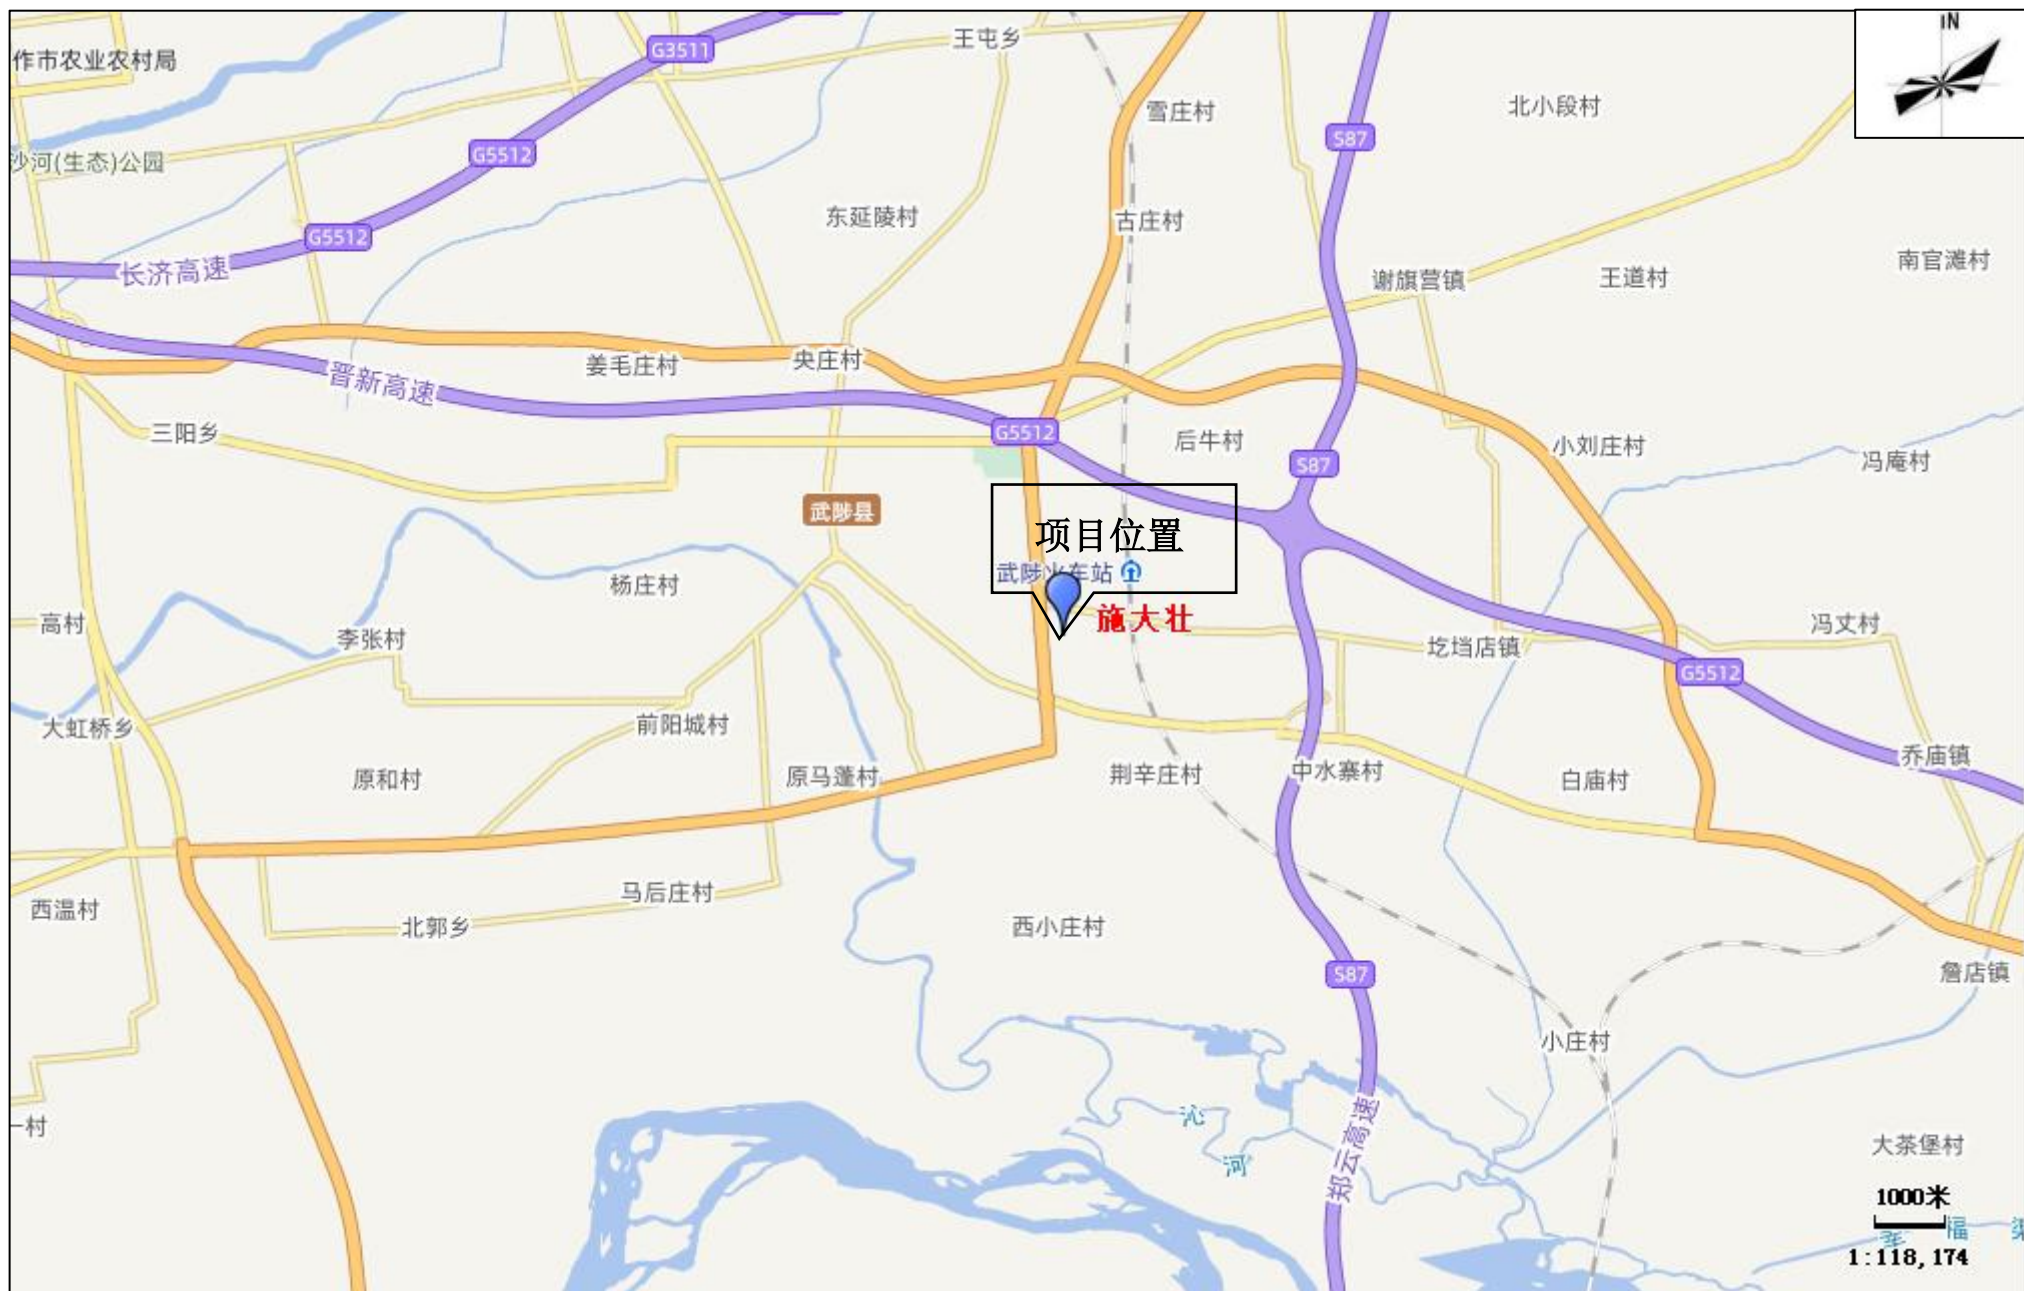 N
G3511
王屯乡
作市农业农村局
雪庄村
北小段村
S87
G5512
沙河(生态)公园
东延陵村
古庄村
G5512
长济高速
谢旗营镇
王道村
南官滩村
姜毛庄村
央庄村
晋新高速
三阳乡
G5512
后牛村
小刘庄村
S87
冯庵村
武陟县
项目位置
武陟火车站
杨庄村
施大壮
高村
李张村
圪垱店镇
冯丈村
G5512
大虹桥乡
前阳城村
乔庙镇
原和村
原马蓬村
荆辛庄村
中水寨村
白庙村
西温村
马后庄村
北郭乡
西小庄村
S87
詹店镇
小庄村
沁
河
郑云高速
一村
大茶堡村
1000米
福
1:118,174